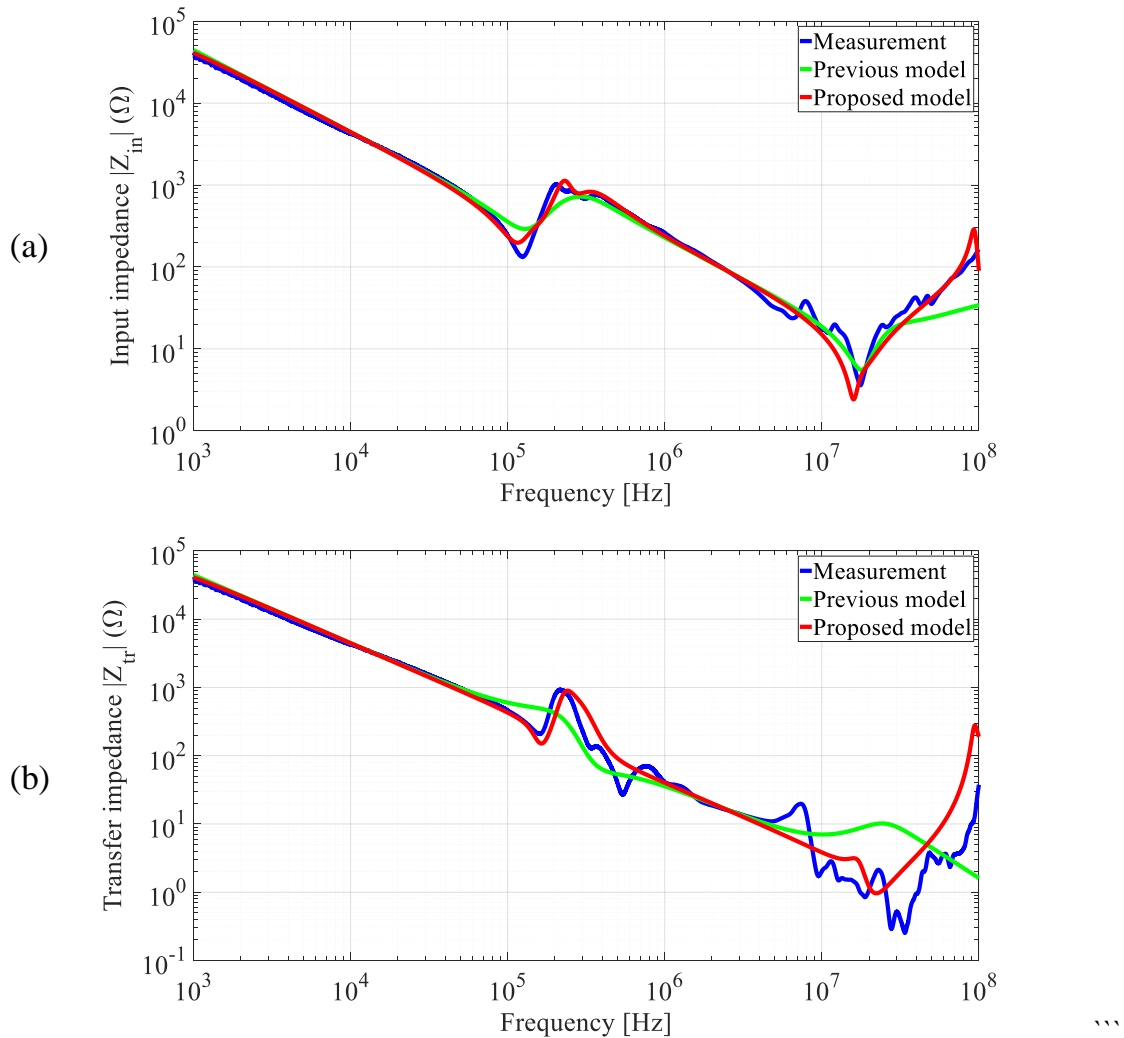 (a)
10^5
10^4
10^3
10^2
10^1
10^0
Input impedance |Z_in| (Ω)
Measurement
Previous model
Proposed model
10^3 10^4 10^5 10^6 10^7 10^8
Frequency [Hz]
(b)
10^5
10^4
10^3
10^2
10^1
10^0
10^-1
Transfer impedance |Z_tr| (Ω)
Measurement
Previous model
Proposed model
10^3 10^4 10^5 10^6 10^7 10^8
Frequency [Hz]
```